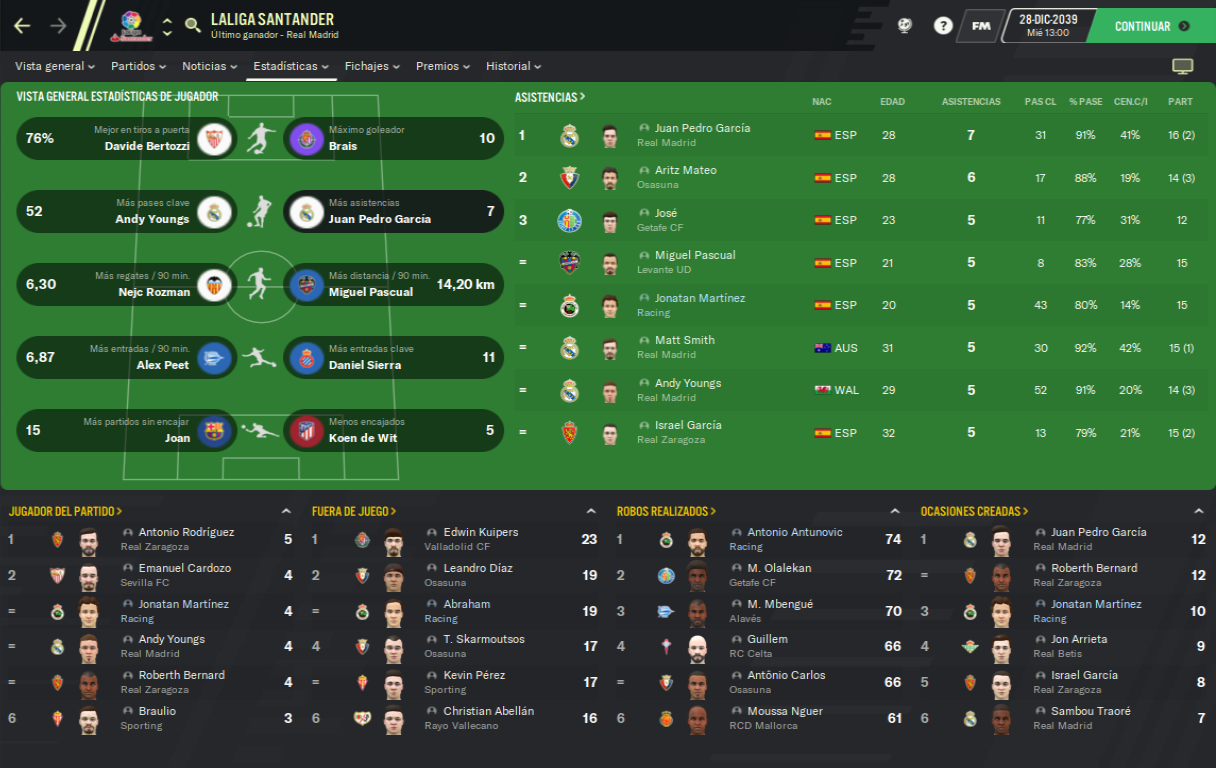 LALIGA SANTANDER
Último ganador - Real Madrid
?
FM
28-DIC-2039
Mié 13:00
CONTINUAR
Vista general Partidos Noticias Estadísticas Fichajes Premios Historial
VISTA GENERAL ESTADÍSTICAS DE JUGADOR
76% Mejor en tiros a puerta
Davide Bertozzi
Máximo goleador
Brais 10
Más pases clave
52 Andy Youngs
Más asistencias
Juan Pedro García 7
Más regates / 90 min.
6,30 Nejc Rozman
Más distancia / 90 min.
Miguel Pascual 14,20 km
Más entradas / 90 min.
6,87 Alex Peet
Más entradas clave
Daniel Sierra 11
Más partidos sin encajar
15 Joan
Menos encajados
Koen de Wit 5
ASISTENCIAS NAC EDAD ASISTENCIAS PAS CL % PASE CEN.C/I PART
1 Juan Pedro García ESP 28 7 31 91% 41% 16 (2)
Real Madrid
2 Aritz Mateo ESP 28 6 17 88% 19% 14 (3)
Osasuna
3 José ESP 23 5 11 77% 31% 12
Getafe CF
= Miguel Pascual ESP 21 5 8 83% 28% 15
Levante UD
= Jonatan Martínez ESP 20 5 43 80% 14% 15
Racing
= Matt Smith AUS 31 5 30 92% 42% 15 (1)
Real Madrid
= Andy Youngs WAL 29 5 52 91% 20% 14 (3)
Real Madrid
= Israel García ESP 32 5 13 79% 21% 15 (2)
Real Zaragoza
JUGADOR DEL PARTIDO
1 Antonio Rodríguez 5
Real Zaragoza
2 Emanuel Cardozo 4
Sevilla FC
= Jonatan Martínez 4
Racing
= Andy Youngs 4
Real Madrid
= Roberth Bernard 4
Real Zaragoza
6 Braulio 3
Sporting
FUERA DE JUEGO
1 Edwin Kuipers 23
Valladolid CF
2 Leandro Díaz 19
Osasuna
= Abraham 19
Racing
4 T. Skarmoutsos 17
Osasuna
= Kevin Pérez 17
Sporting
6 Christian Abellán 16
Rayo Vallecano
ROBOS REALIZADOS
1 Antonio Antunovic 74
Racing
2 M. Olalekan 72
Getafe CF
3 M. Mbengué 70
Alavés
4 Guillem 66
RC Celta
= Antônio Carlos 66
Osasuna
6 Moussa Nguer 61
RCD Mallorca
OCASIONES CREADAS
1 Juan Pedro García 12
Real Madrid
= Roberth Bernard 12
Real Zaragoza
3 Jonatan Martínez 10
Racing
4 Jon Arrieta 9
Real Betis
5 Israel García 8
Real Zaragoza
6 Sambou Traoré 7
Real Madrid